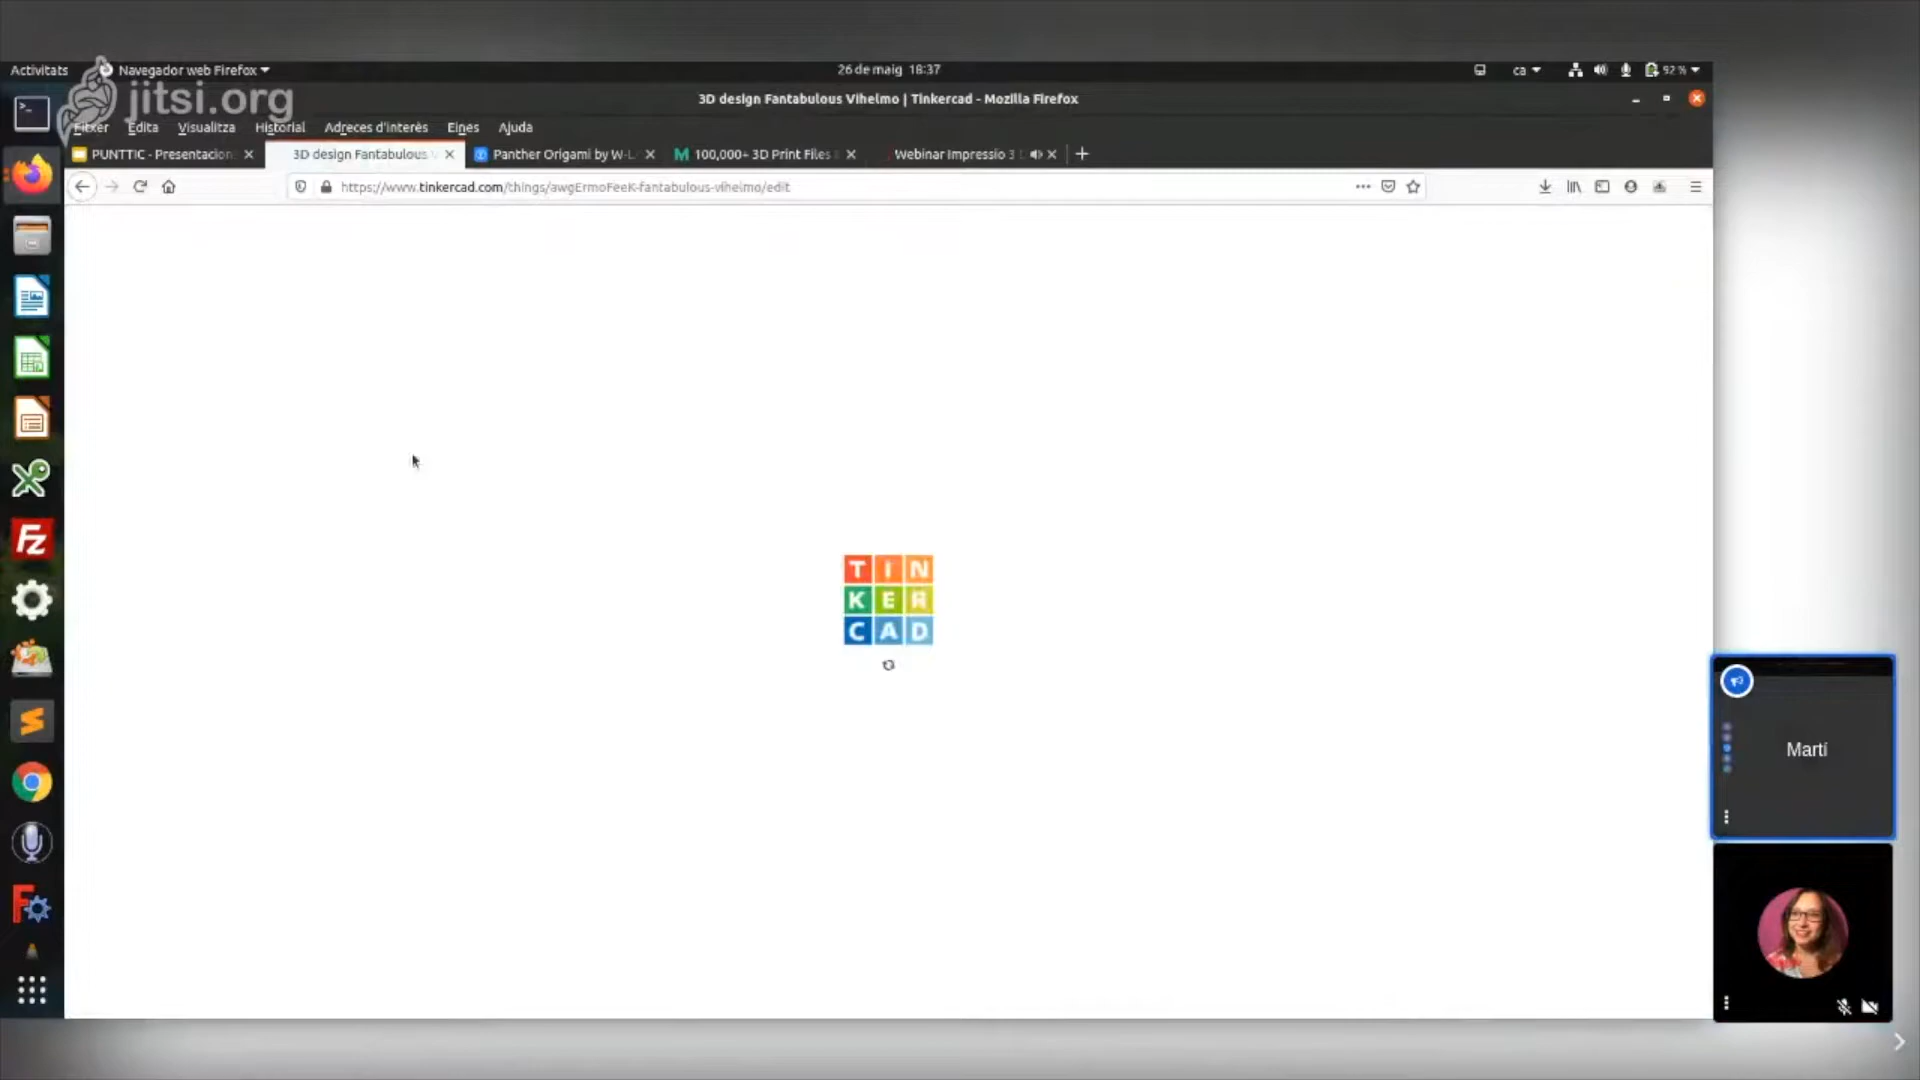 Activitats
Navegador web Firefox
26 de maig 18:37
ca
92 %
jitsi.org
3D design Fantabulous Vihelmo | Tinkercad - Mozilla Firefox
Fitxer Edita Visualitza Historial Adreces d'interès Eines Ajuda
PUNTTIC - Presentacion
3D design Fantabulous
Panther Origami by W-L
100,000+ 3D Print Files
Webinar Impressio 3
https://www.tinkercad.com/things/awgErmoFeeK-fantabulous-vihelmo/edit
TIN
KER
CAD
Martí